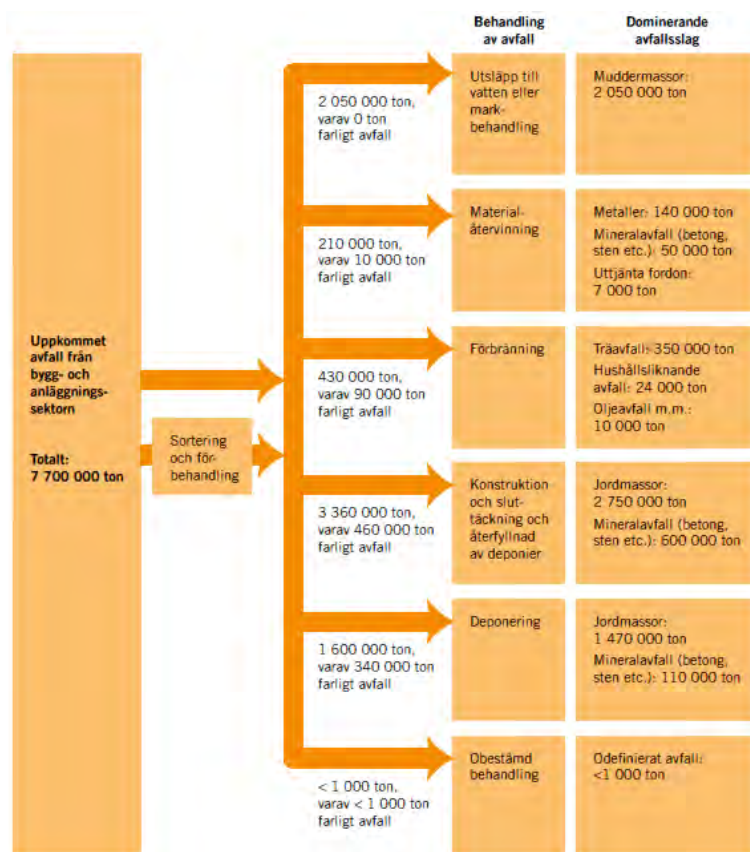 Behandling
av avfall
Dominerande
avfallsslag
Uppkommet
avfall från
bygg- och
anläggnings-
sektorn
Totalt:
7 700 000 ton
Sortering
och för-
behandling
2 050 000 ton,
varav 0 ton
farligt avfall
Utsläpp till
vatten eller
mark-
behandling
Muddermassor:
2 050 000 ton
210 000 ton,
varav 10 000 ton
farligt avfall
Material-
återvinning
Metaller: 140 000 ton
Mineralavfall (betong,
sten etc.): 50 000 ton
Uttjänta fordon:
7 000 ton
430 000 ton,
varav 90 000 ton
farligt avfall
Förbränning
Träavfall: 350 000 ton
Hushållsliknande
avfall: 24 000 ton
Oljeavfall m.m.:
10 000 ton
3 360 000 ton,
varav 460 000 ton
farligt avfall
Konstruktion
och slut-
täckning och
återfyllnad
av deponier
Jordmassor:
2 750 000 ton
Mineralavfall (betong,
sten etc.): 600 000 ton
1 600 000 ton,
varav 340 000 ton
farligt avfall
Deponering
Jordmassor:
1 470 000 ton
Mineralavfall (betong,
sten etc.): 110 000 ton
< 1 000 ton,
varav < 1 000 ton
farligt avfall
Obestämd
behandling
Odefinierat avfall:
<1 000 ton